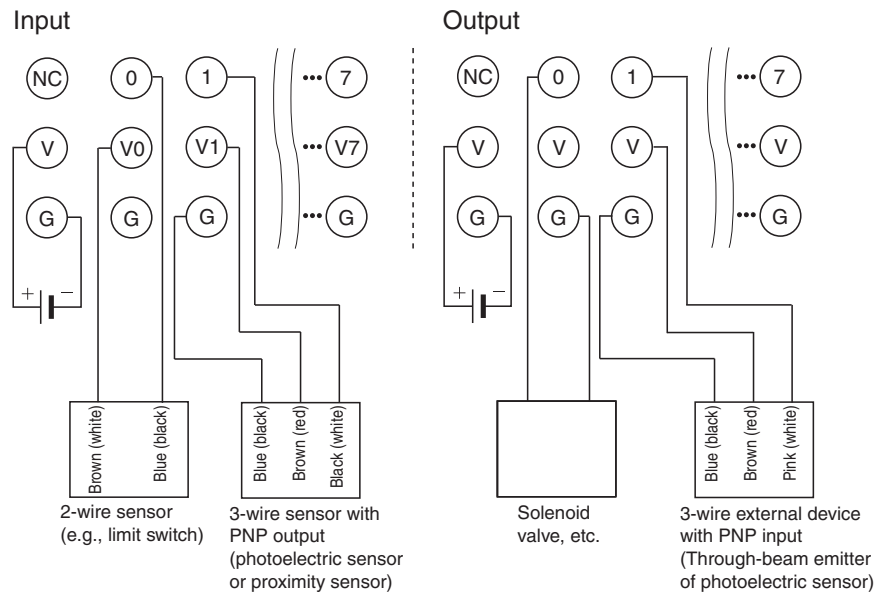 Input
Output
NC 0 1 ••• 7
V V0 V1 ••• V7
G G G ••• G
+ −
NC 0 1 ••• 7
V V V ••• V
G G G ••• G
+ −
Brown (white)
Blue (black)
Blue (black)
Brown (red)
Black (white)
Blue (black)
Brown (red)
Pink (white)
2-wire sensor
(e.g., limit switch)
3-wire sensor with
PNP output
(photoelectric sensor
or proximity sensor)
Solenoid
valve, etc.
3-wire external device
with PNP input
(Through-beam emitter
of photoelectric sensor)